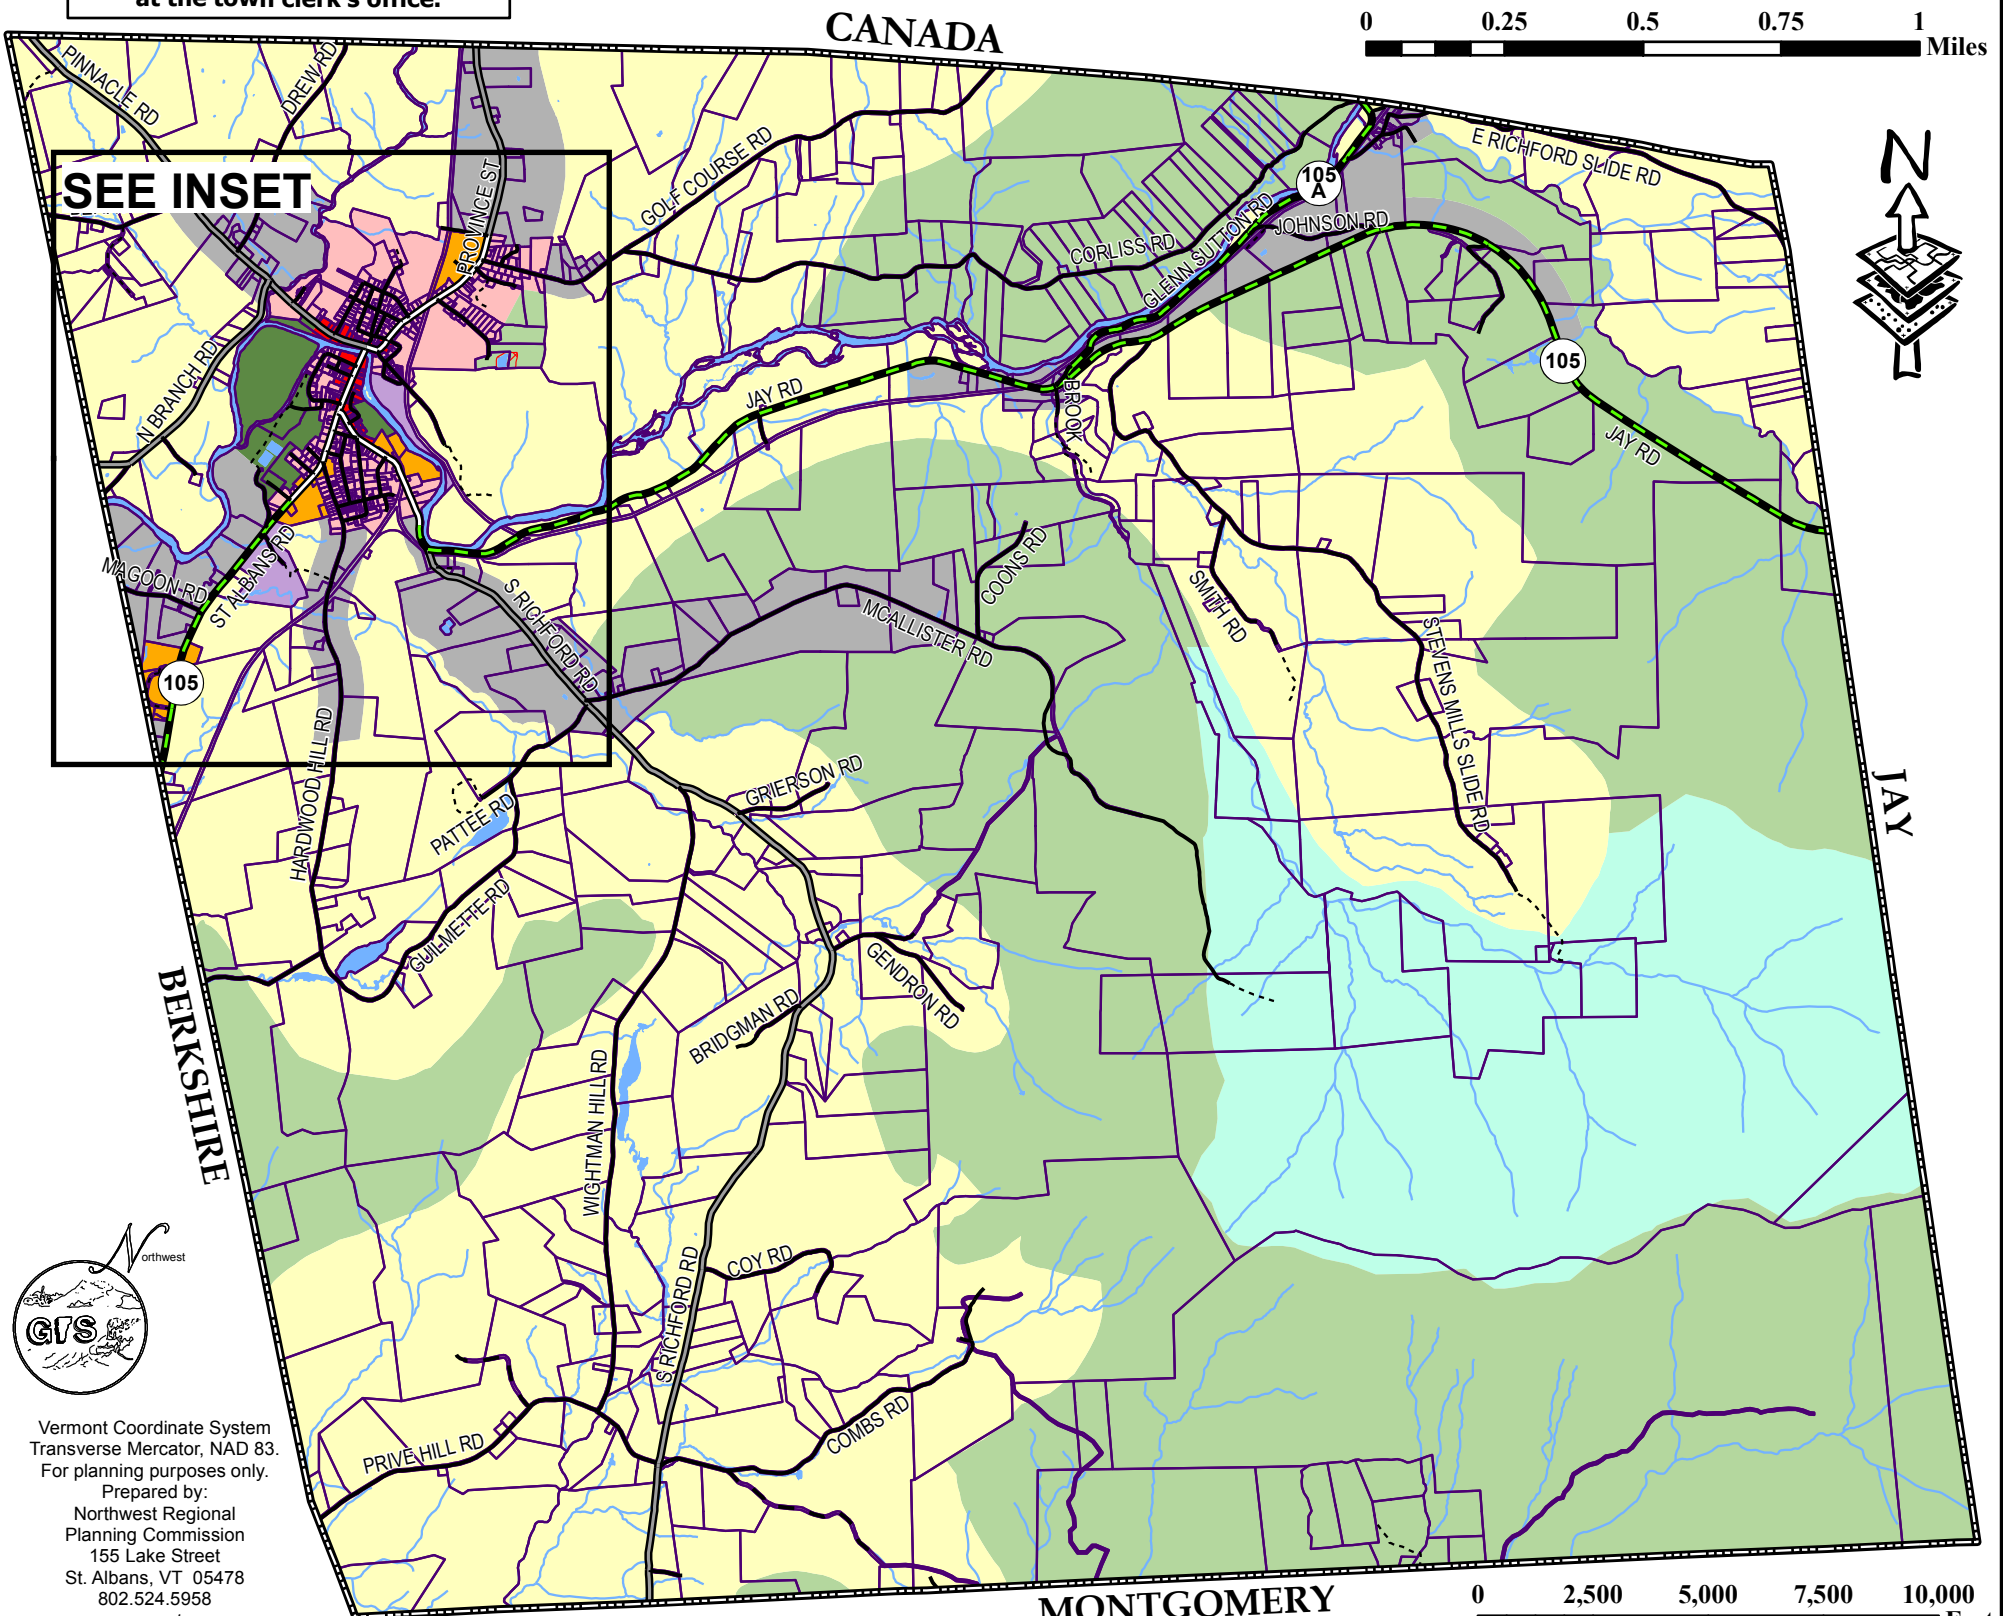 at the town clerk's office.
CANADA
0 0.25 0.5 0.75 1
Miles
PINNACLE RD
DREW RD
SEE INSET
PROVINCE ST
GOLF COURSE RD
E RICHFORD SLIDE RD
N
105
A
JOHNSON RD
CORLISS RD
GLENN SUTTON RD
N BRANCH RD
JAY RD
BROOK
105
JAY RD
MAGOON RD
ST ALBANS RD
S RICHFORD RD
MCALLISTER RD
COONS RD
SMITH RD
STEVENS MILLS SLIDE RD
105
HARDWOOD HILL RD
PATTEE RD
GRIERSON RD
JAY
GUILMETTE RD
GENDRON RD
BRIDGMAN RD
BERKSHIRE
WIGHTMAN HILL RD
COY RD
S RICHFORD RD
COMBS RD
PRIVE HILL RD
Northwest
GIS
Vermont Coordinate System
Transverse Mercator, NAD 83.
For planning purposes only.
Prepared by:
Northwest Regional
Planning Commission
155 Lake Street
St. Albans, VT 05478
802.524.5958
MONTGOMERY
0 2,500 5,000 7,500 10,000